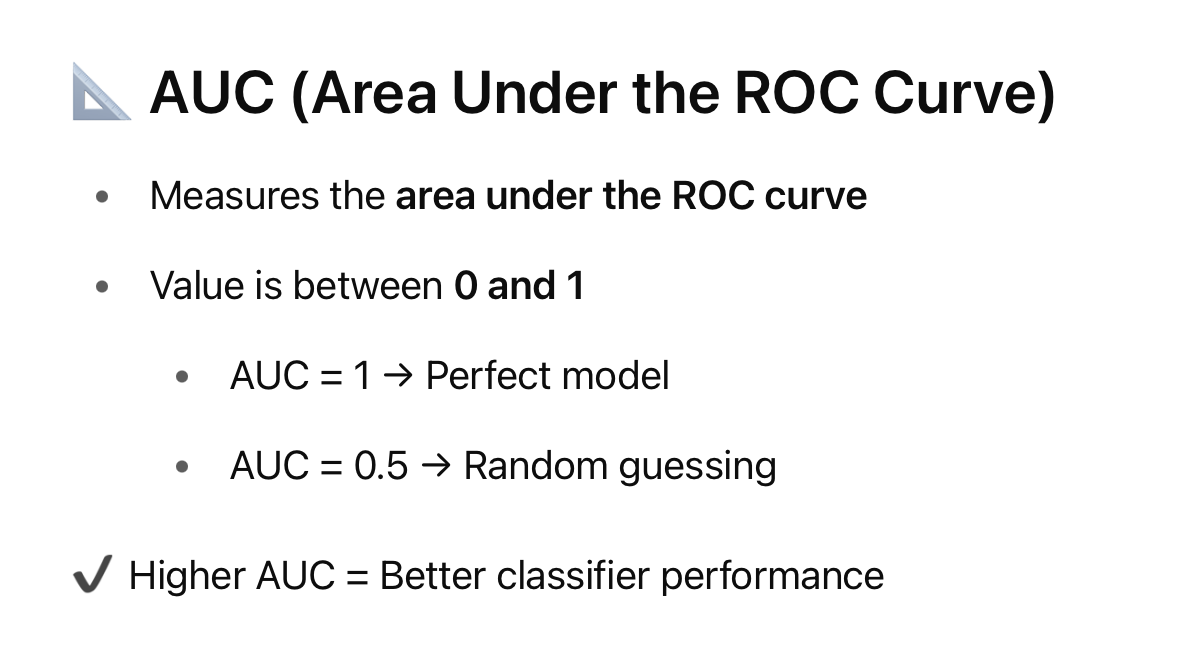 📐 AUC (Area Under the ROC Curve)
• Measures the area under the ROC curve
• Value is between 0 and 1
• AUC = 1 → Perfect model
• AUC = 0.5 → Random guessing
✔ Higher AUC = Better classifier performance